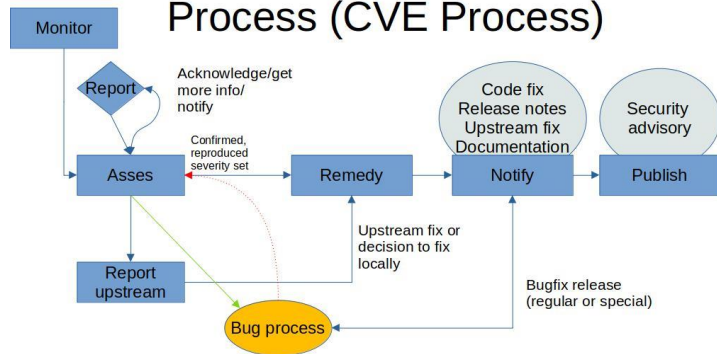 Process (CVE Process)
Monitor
Report
Acknowledge/get
more info/
notify
Code fix
Release notes
Upstream fix
Documentation
Security
advisory
Confirmed,
reproduced
severity set
Asses
Remedy
Notify
Publish
Upstream fix or
decision to fix
locally
Report
upstream
Bugfix release
(regular or special)
Bug process